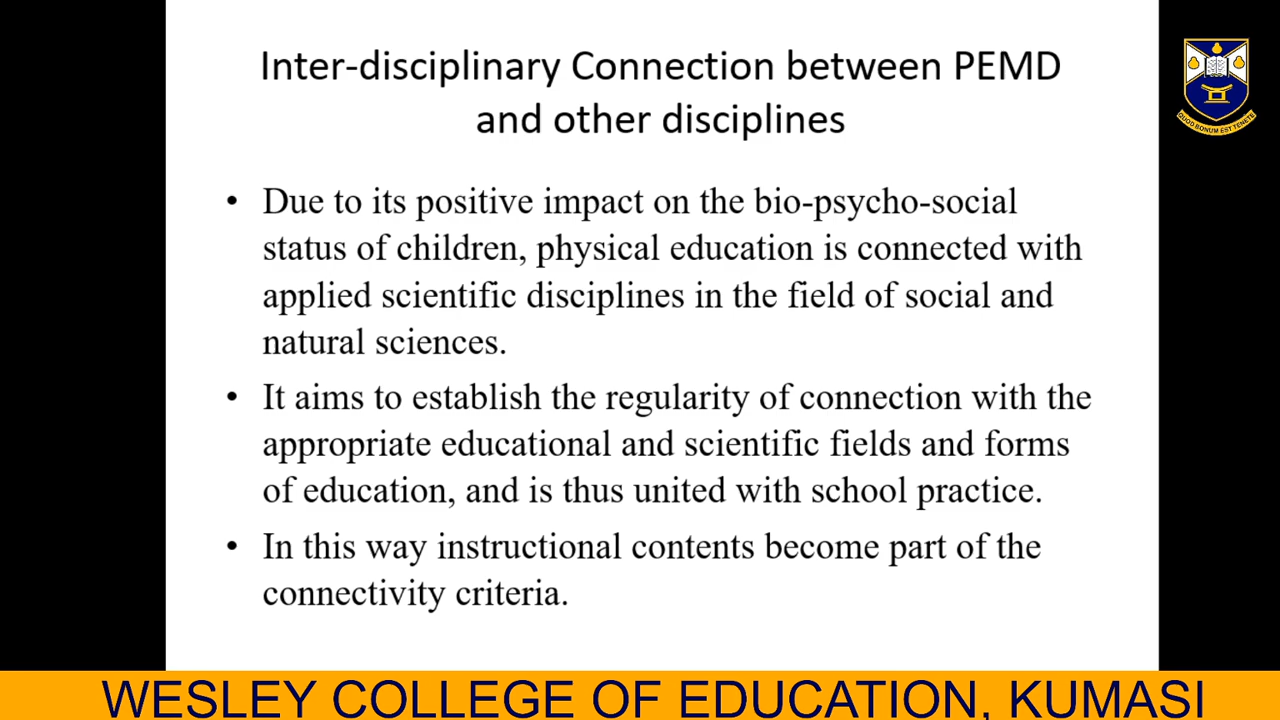 Inter-disciplinary Connection between PEMD
and other disciplines
• Due to its positive impact on the bio-psycho-social
status of children, physical education is connected with
applied scientific disciplines in the field of social and
natural sciences.
• It aims to establish the regularity of connection with the
appropriate educational and scientific fields and forms
of education, and is thus united with school practice.
• In this way instructional contents become part of the
connectivity criteria.
QUOD BONUM EST TENETE
WESLEY COLLEGE OF EDUCATION, KUMASI